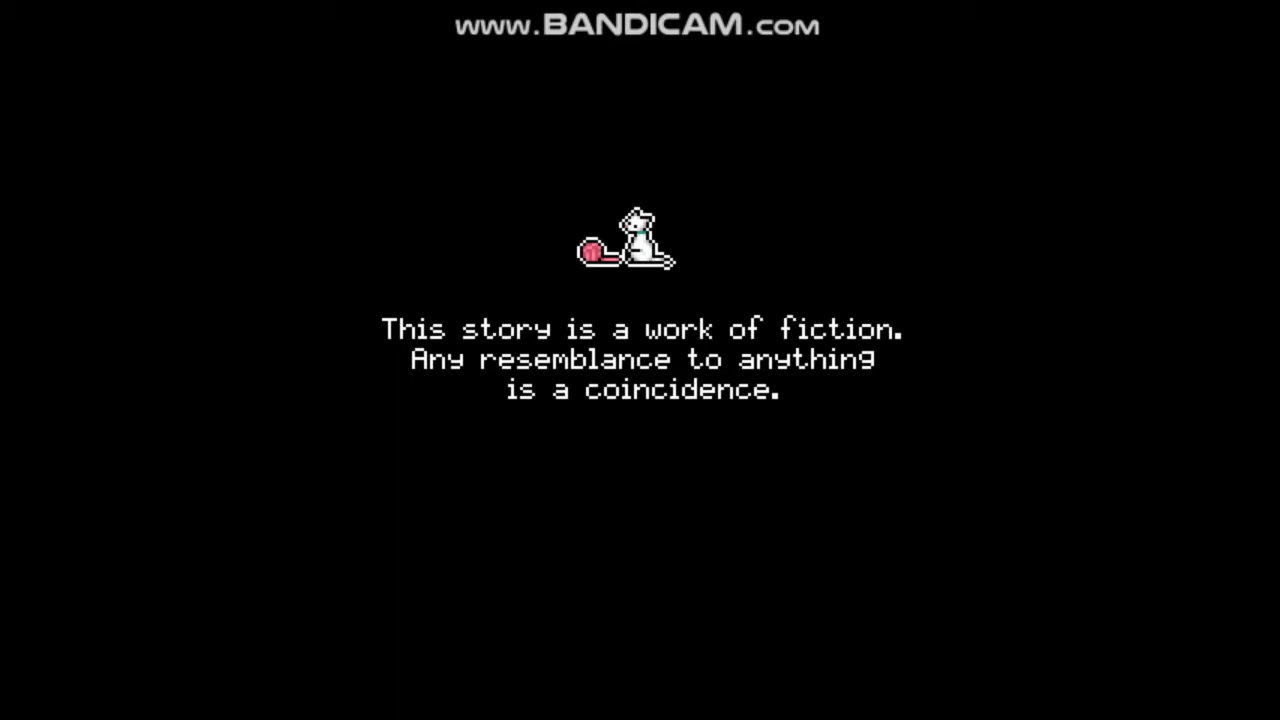 www.BANDICAM.com
This story is a work of fiction.
Any resemblance to anything
is a coincidence.